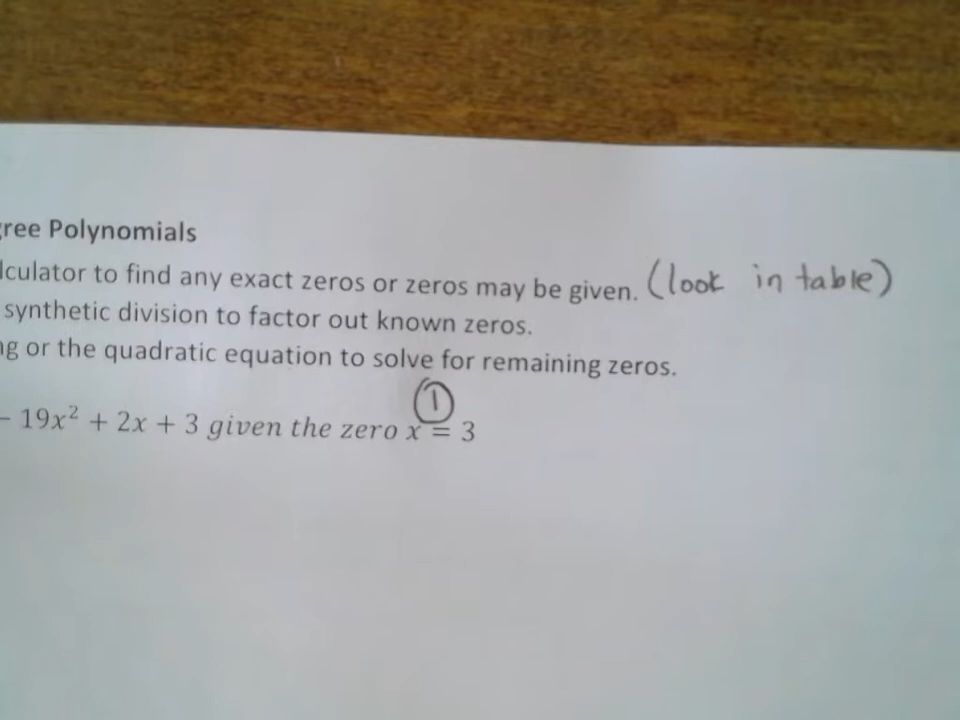 gree Polynomials
lculator to find any exact zeros or zeros may be given. (look in table)
synthetic division to factor out known zeros.
ng or the quadratic equation to solve for remaining zeros.
①
− 19x² + 2x + 3 given the zero x = 3